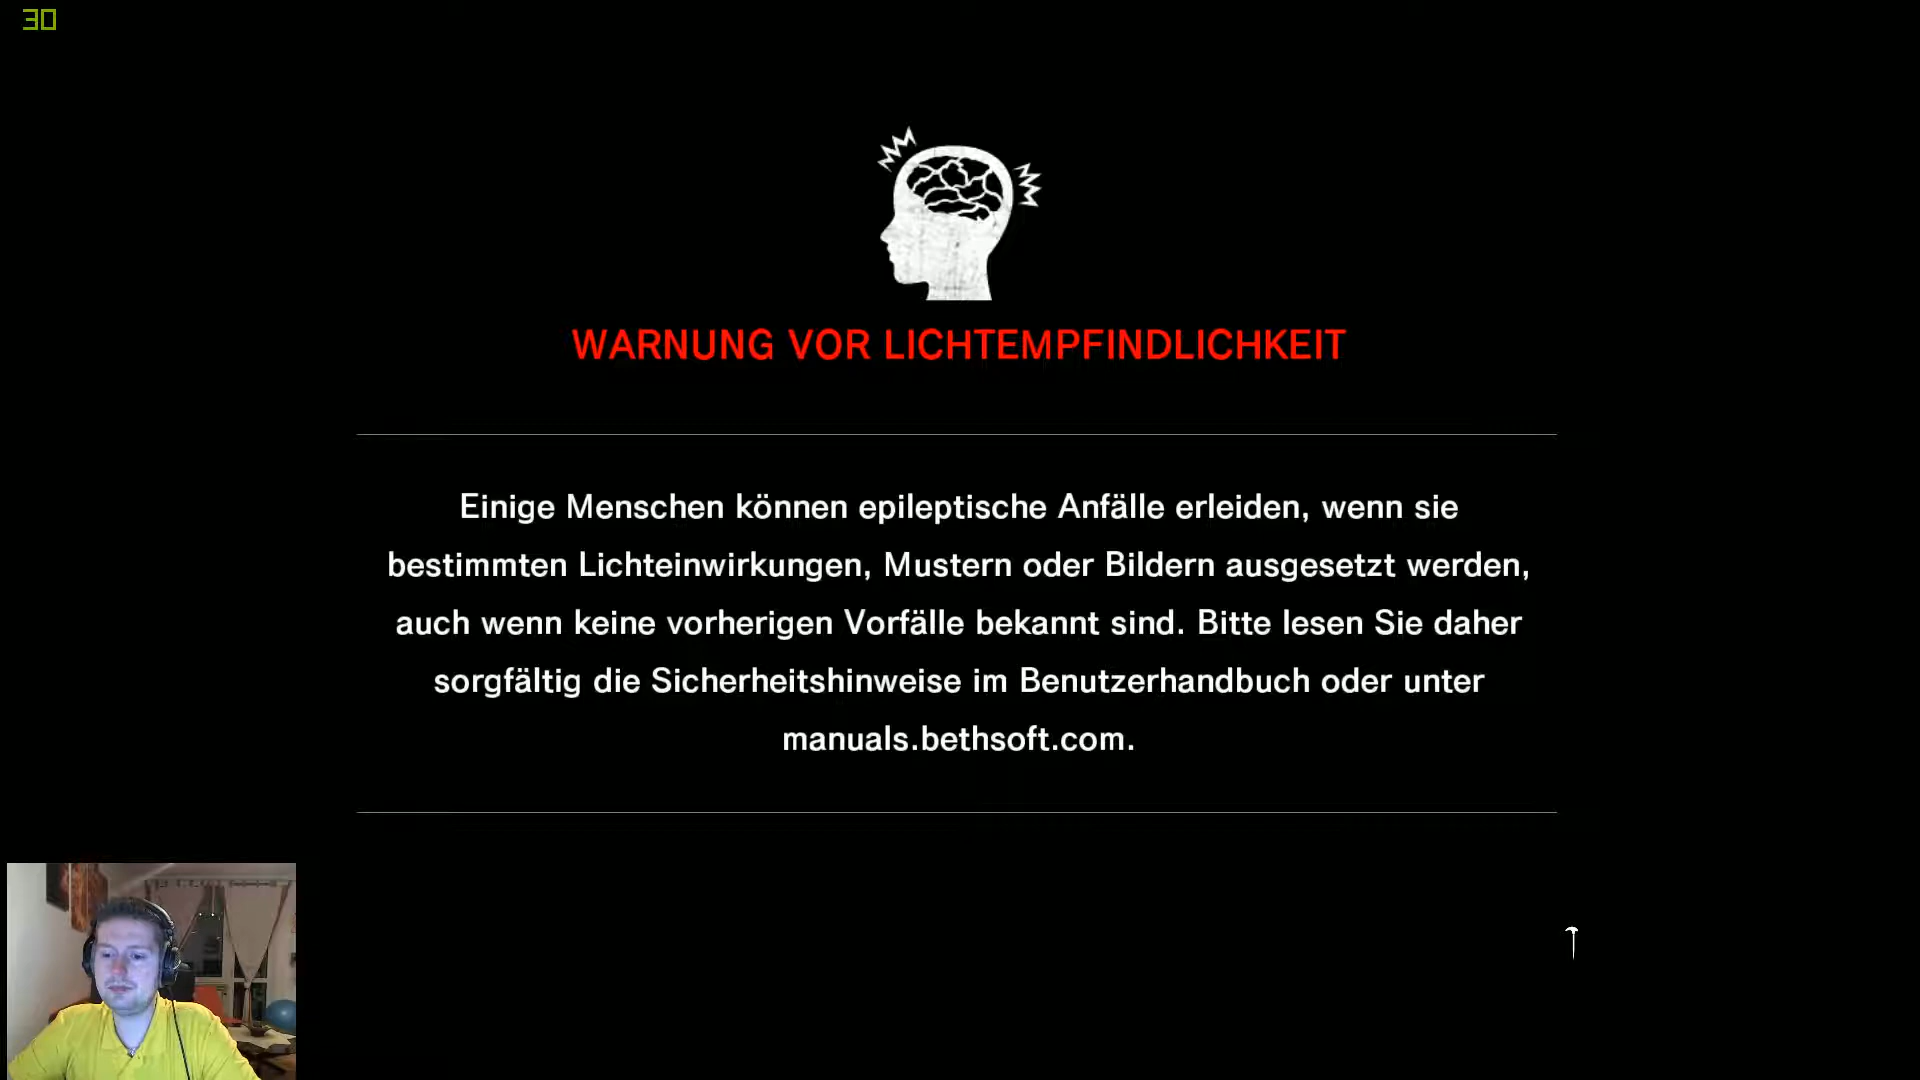 30
WARNUNG VOR LICHTEMPFINDLICHKEIT
Einige Menschen können epileptische Anfälle erleiden, wenn sie
bestimmten Lichteinwirkungen, Mustern oder Bildern ausgesetzt werden,
auch wenn keine vorherigen Vorfälle bekannt sind. Bitte lesen Sie daher
sorgfältig die Sicherheitshinweise im Benutzerhandbuch oder unter
manuals.bethsoft.com.